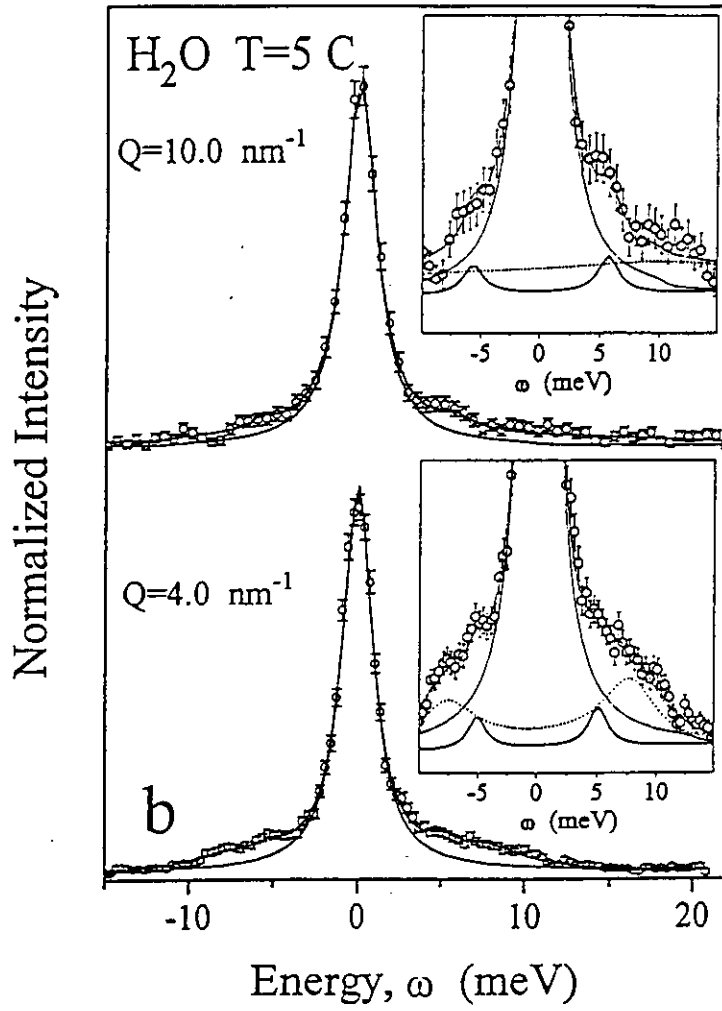 H₂O T=5 C
Q=10.0 nm⁻¹
-5 0 5 10
ω (meV)
Normalized Intensity
Q=4.0 nm⁻¹
-5 0 5 10
ω (meV)
b
-10 0 10 20
Energy, ω (meV)